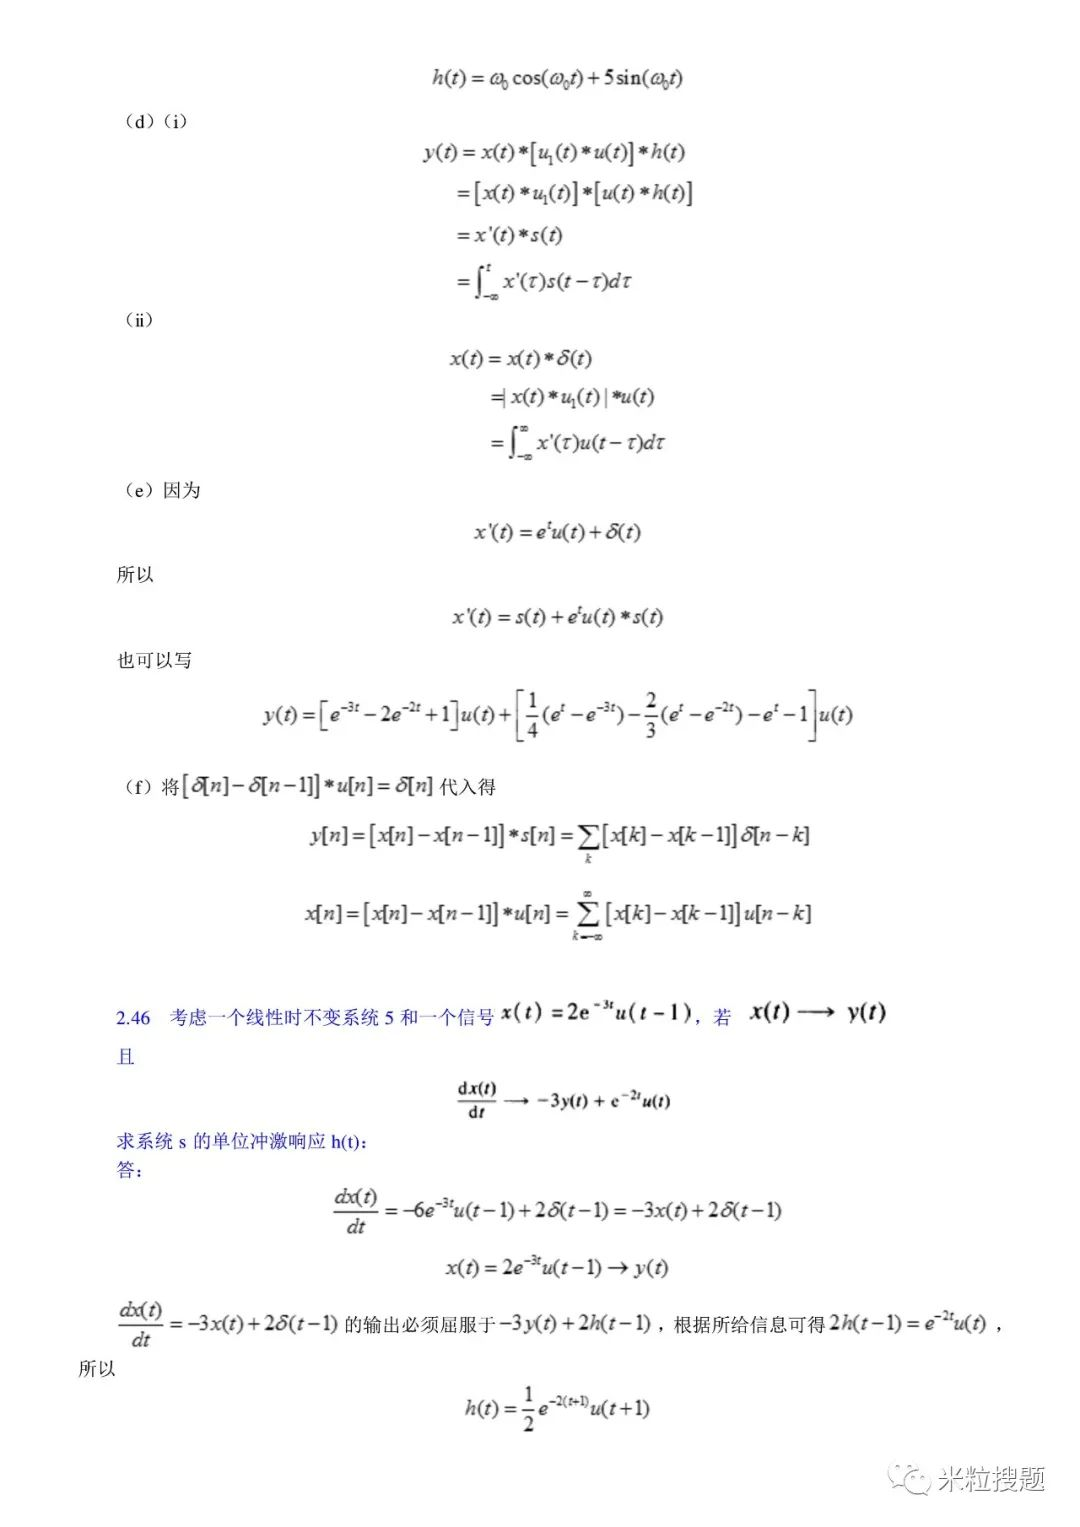 h(t) = ω₀ cos(ω₀t) + 5sin(ω₀t)
（d）（i）
y(t) = x(t) * [u₁(t) * u(t)] * h(t)
= [x(t) * u₁(t)] * [u(t) * h(t)]
= x'(t) * s(t)
= ∫_{-∞}^{t} x'(τ)s(t − τ)dτ
（ii）
x(t) = x(t) * δ(t)
=| x(t) * u₁(t) | *u(t)
= ∫_{-∞}^{∞} x'(τ)u(t − τ)dτ
（e）因为
x'(t) = e^t u(t) + δ(t)
所以
x'(t) = s(t) + e^t u(t) * s(t)
也可以写
y(t) = [e^{-3t} − 2e^{-2t} + 1]u(t) + [1/4 (e^t − e^{-3t}) − 2/3 (e^t − e^{-2t}) − e^t − 1]u(t)
（f）将[δ[n] − δ[n−1]] * u[n] = δ[n] 代入得
y[n] = [x[n] − x[n−1]] * s[n] = ∑_k [x[k] − x[k−1]] δ[n−k]
x[n] = [x[n] − x[n−1]] *u[n] = ∑_{k=-∞}^{∞} [x[k] − x[k−1]] u[n−k]
2.46 考虑一个线性时不变系统 5 和一个信号 x(t) = 2e^{-3t}u(t − 1)，若 x(t) → y(t)
且
dx(t)/dt → −3y(t) + e^{-2t}u(t)
求系统 s 的单位冲激响应 h(t)：
答：
dx(t)/dt = −6e^{-3t}u(t−1) + 2δ(t−1) = −3x(t) + 2δ(t−1)
x(t) = 2e^{-3t}u(t−1) → y(t)
dx(t)/dt = −3x(t) + 2δ(t−1) 的输出必须屈服于 −3y(t) + 2h(t−1)，根据所给信息可得 2h(t−1) = e^{-2t}u(t)，
所以
h(t) = 1/2 e^{-2(t+1)}u(t+1)
米粒搜题